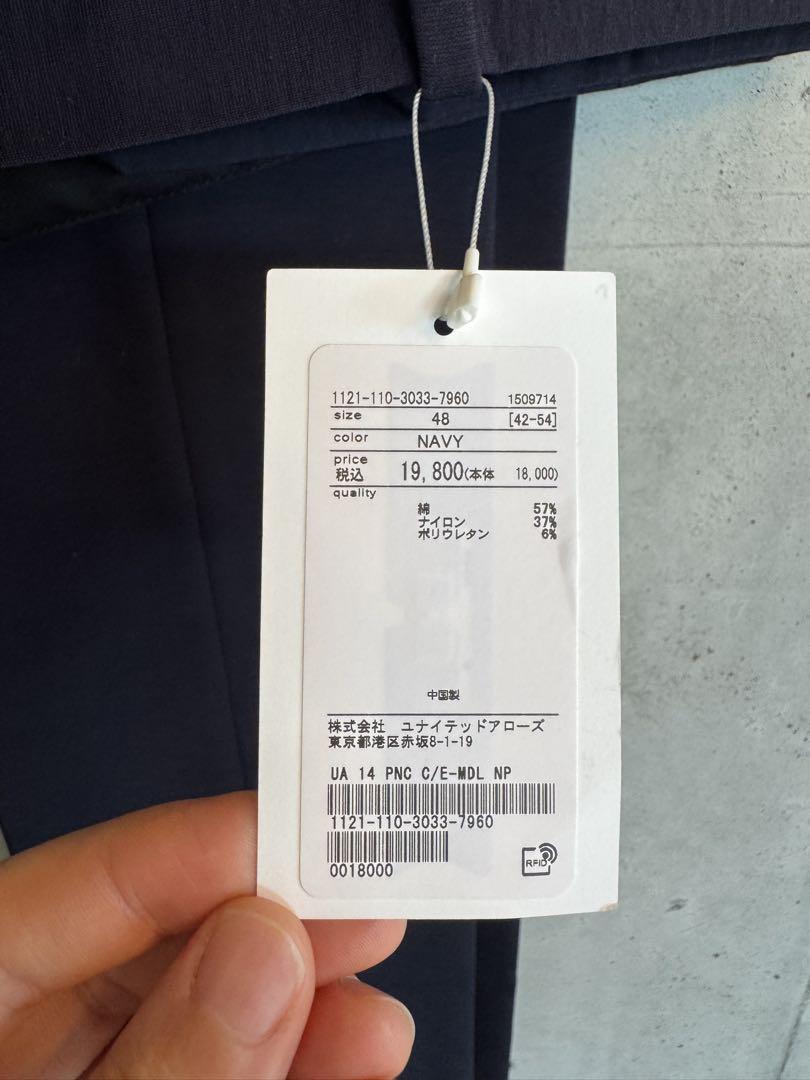 1121-110-3033-7960 1509714
size 48 [42-54]
color NAVY
price
税込 19,800(本体 18,000)
quality
綿 57%
ナイロン 37%
ポリウレタン 6%
中国製
株式会社 ユナイテッドアローズ
東京都港区赤坂8-1-19
UA 14 PNC C/E-MDL NP
1121-110-3033-7960
0018000
RFID